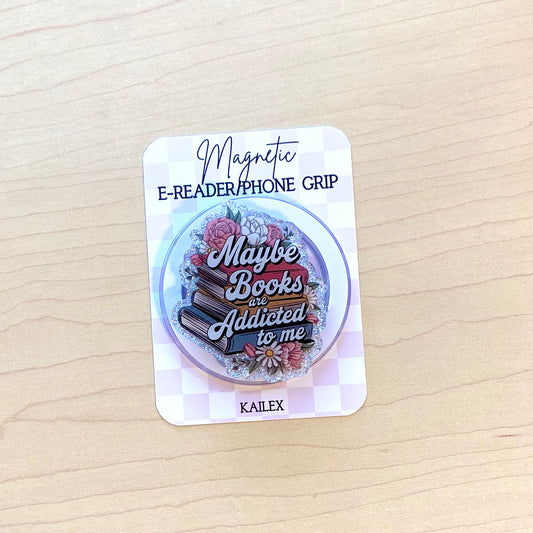 Magnetic
E-READER/PHONE GRIP
Maybe
Books
are
Addicted
to me
KAILEX